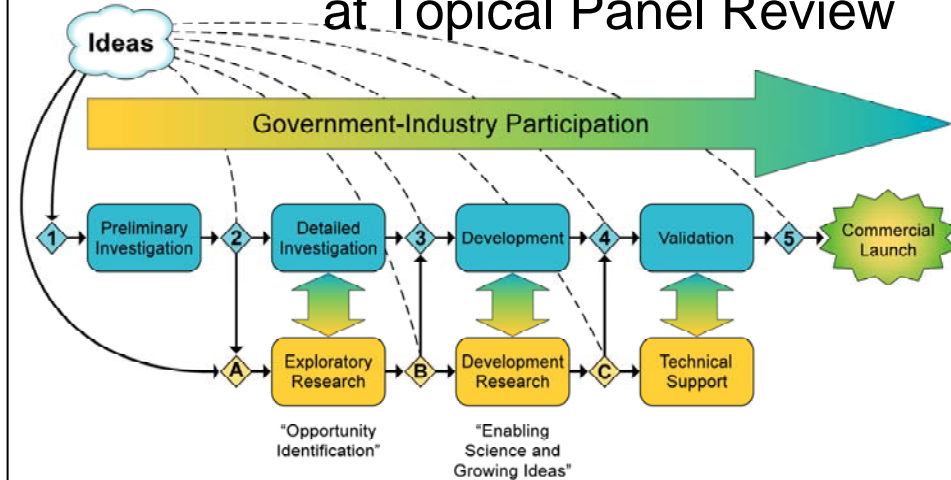 at Topical Panel Review
Ideas
Government-Industry Participation
1
Preliminary
Investigation
2
Detailed
Investigation
3
Development
4
Validation
5
Commercial
Launch
A
Exploratory
Research
B
Development
Research
C
Technical
Support
"Opportunity
Identification"
"Enabling
Science and
Growing Ideas"